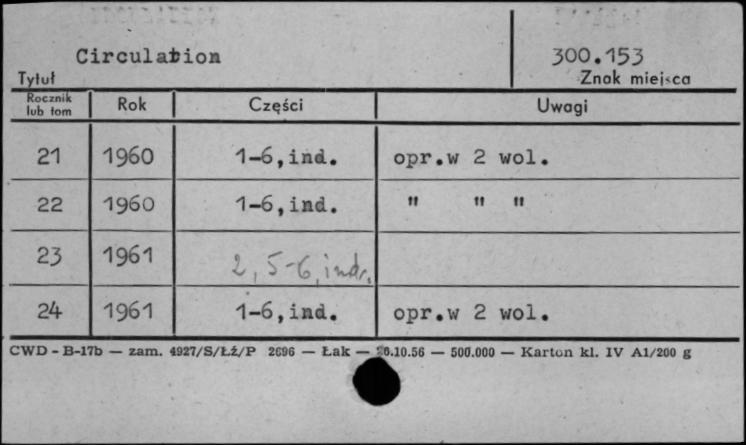 Circulation 300.153
Tytuł Znak miejsca
Rocznik lub tom Rok Części Uwagi
21 1960 1-6,ind. opr.w 2 wol.
22 1960 1-6,ind. " " "
23 1961 2,5-6,indr.
24 1961 1-6,ind. opr.w 2 wol.
CWD - B-17b — zam. 4927/S/Łź/P 2696 — Łak — 26.10.56 — 500.000 — Karton kl. IV A1/200 g